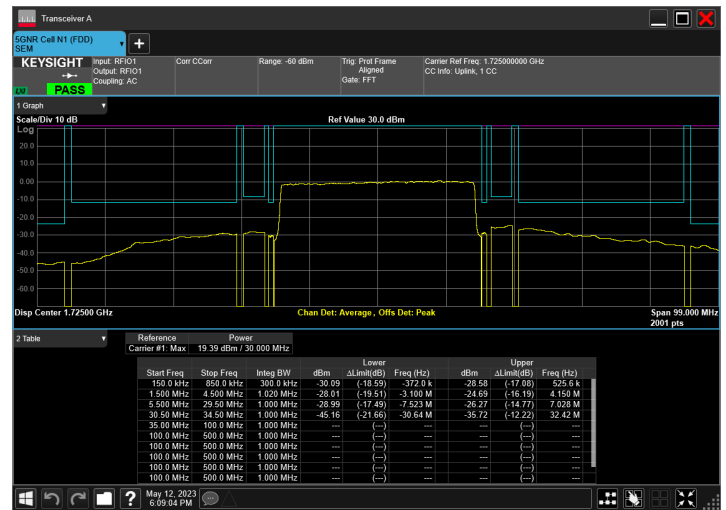 Transceiver A
5GNR Cell N1 (FDD)
SEM
KEYSIGHT
LXI
PASS
Input: RFIO1
Output: RFIO1
Coupling: AC
Corr CCorr
Range: -60 dBm
Trig: Prot Frame
Aligned
Gate: FFT
Carrier Ref Freq: 1.725000000 GHz
CC Info: Uplink, 1 CC
1 Graph
Scale/Div 10 dB
Ref Value 30.0 dBm
Log
20.0
10.0
0.00
-10.0
-20.0
-30.0
-40.0
-50.0
-60.0
Disp Center 1.72500 GHz
Chan Det: Average , Offs Det: Peak
Span 99.000 MHz
2001 pts
2 Table
Reference Power
Carrier #1: Max 19.39 dBm / 30.000 MHz
Lower Upper
Start Freq Stop Freq Integ BW dBm ΔLimit(dB) Freq (Hz) dBm ΔLimit(dB) Freq (Hz)
150.0 kHz 850.0 kHz 300.0 kHz -30.09 (-18.59) -372.0 k -28.58 (-17.08) 525.6 k
1.500 MHz 4.500 MHz 1.020 MHz -28.01 (-19.51) -3.100 M -24.69 (-16.19) 4.150 M
5.500 MHz 29.50 MHz 1.000 MHz -28.99 (-17.49) -7.523 M -26.27 (-14.77) 7.028 M
30.50 MHz 34.50 MHz 1.000 MHz -45.16 (-21.66) -30.64 M -35.72 (-12.22) 32.42 M
35.00 MHz 100.0 MHz 1.000 MHz --- (---) --- --- (---) ---
100.0 MHz 500.0 MHz 1.000 MHz --- (---) --- --- (---) ---
100.0 MHz 500.0 MHz 1.000 MHz --- (---) --- --- (---) ---
100.0 MHz 500.0 MHz 1.000 MHz --- (---) --- --- (---) ---
100.0 MHz 500.0 MHz 1.000 MHz --- (---) --- --- (---) ---
100.0 MHz 500.0 MHz 1.000 MHz --- (---) --- --- (---) ---
May 12, 2023
6:09:04 PM